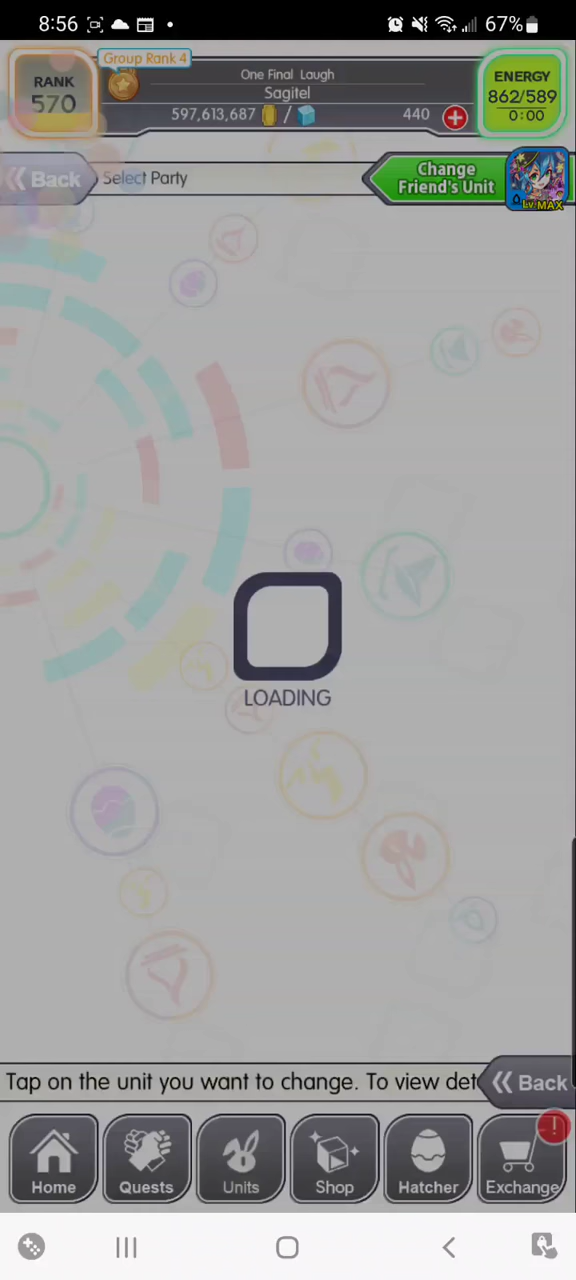 8:56
67%
RANK
570
Group Rank 4
One Final Laugh
Sagitel
597,613,687 / 440
ENERGY
862/589
0:00
Back
Select Party
Change
Friend's Unit
Lv.MAX
LOADING
Tap on the unit you want to change. To view det
Back
Home
Quests
Units
Shop
Hatcher
Exchange